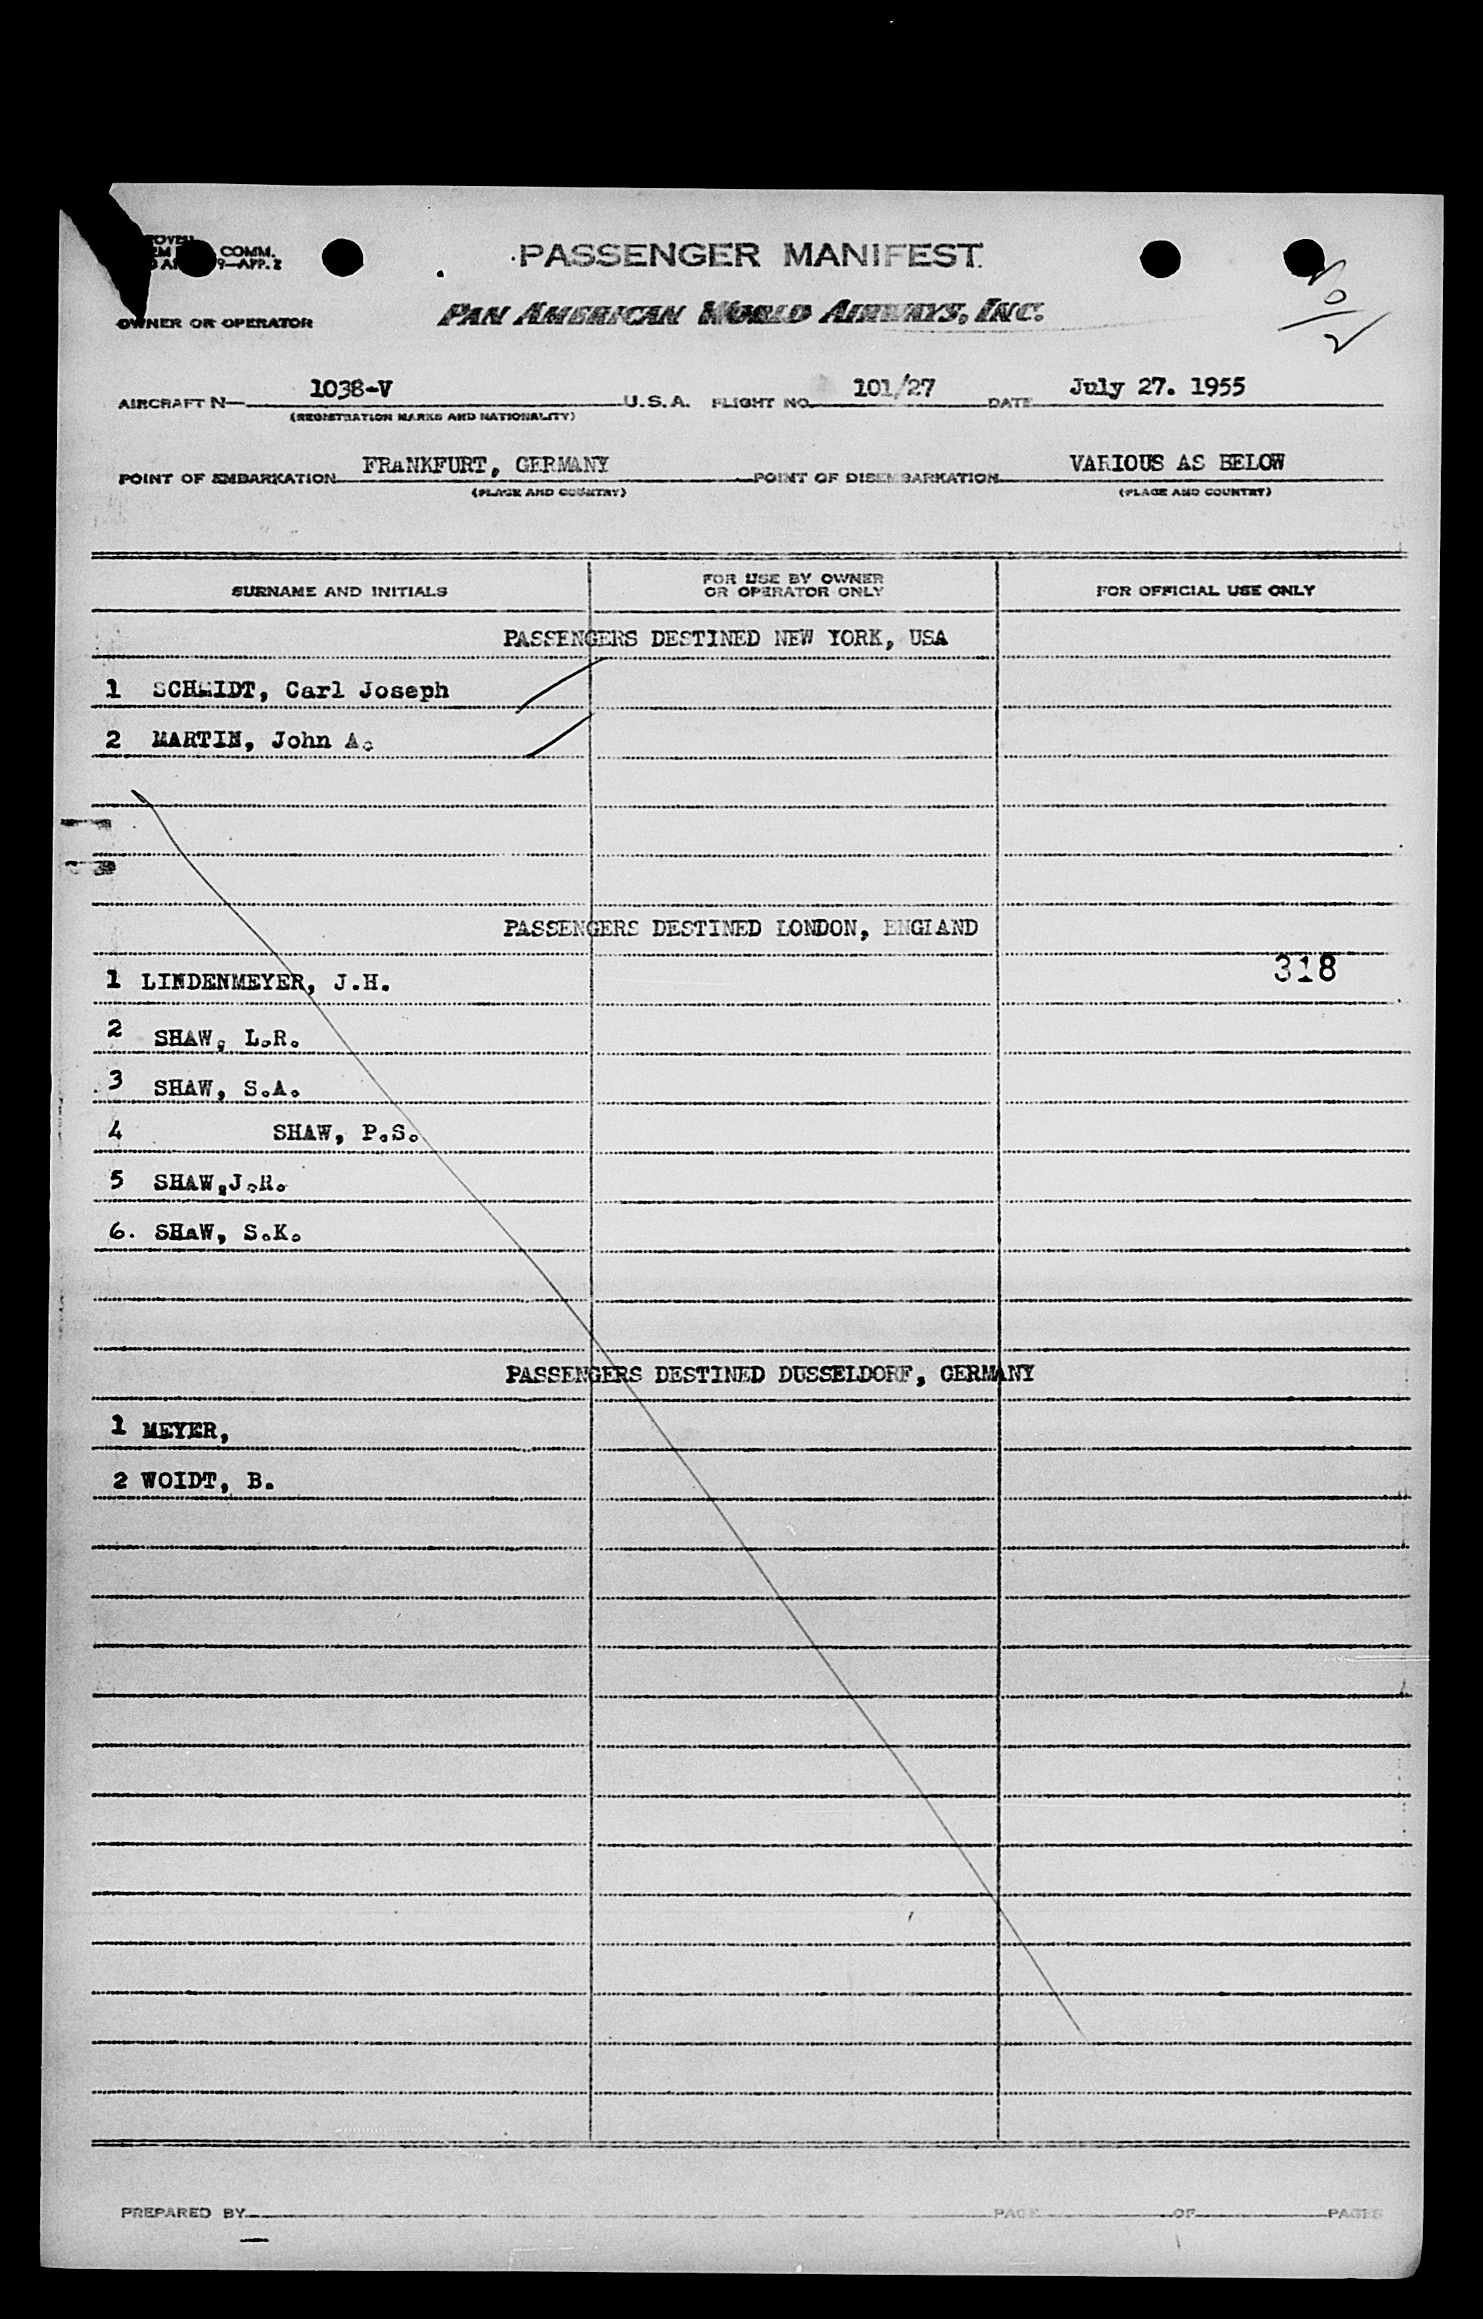 COMM.
9—APP. 2
PASSENGER MANIFEST
OWNER OR OPERATOR
PAN AMERICAN WORLD AIRWAYS, INC.
2
AIRCRAFT N— 1038-V U.S.A. FLIGHT NO. 101/27 DATE July 27. 1955
(REGISTRATION MARKS AND NATIONALITY)
POINT OF EMBARKATION FRANKFURT, GERMANY POINT OF DISEMBARKATION VARIOUS AS BELOW
(PLACE AND COUNTRY) (PLACE AND COUNTRY)
SURNAME AND INITIALS FOR USE BY OWNER OR OPERATOR ONLY FOR OFFICIAL USE ONLY
PASSENGERS DESTINED NEW YORK, USA
1 SCHMIDT, Carl Joseph
2 MARTIN, John A.
PASSENGERS DESTINED LONDON, ENGLAND
318
1 LINDENMEYER, J.H.
2 SHAW, L.R.
3 SHAW, S.A.
4 SHAW, P.S.
5 SHAW,J.R.
6. SHAW, S.K.
PASSENGERS DESTINED DUSSELDORF, GERMANY
1 MEYER,
2 WOIDT, B.
PREPARED BY PAGE OF PAGES